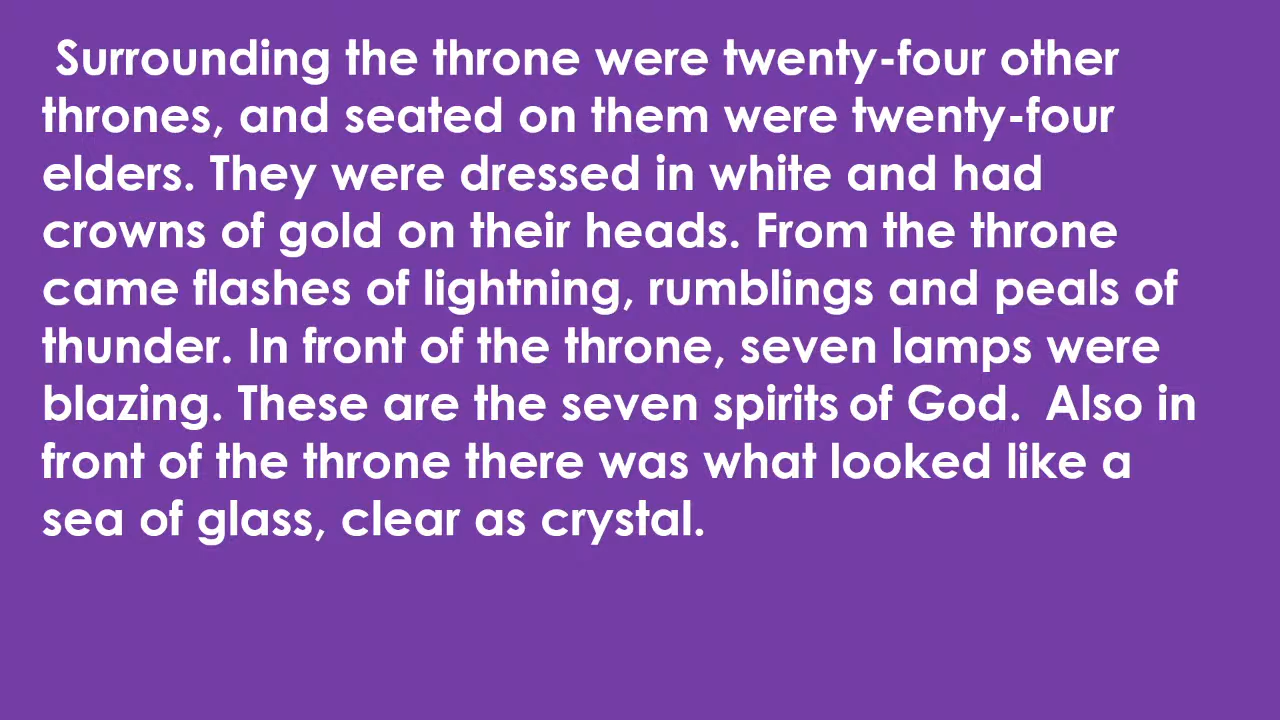 Surrounding the throne were twenty-four other
thrones, and seated on them were twenty-four
elders. They were dressed in white and had
crowns of gold on their heads. From the throne
came flashes of lightning, rumblings and peals of
thunder. In front of the throne, seven lamps were
blazing. These are the seven spirits of God.  Also in
front of the throne there was what looked like a
sea of glass, clear as crystal.